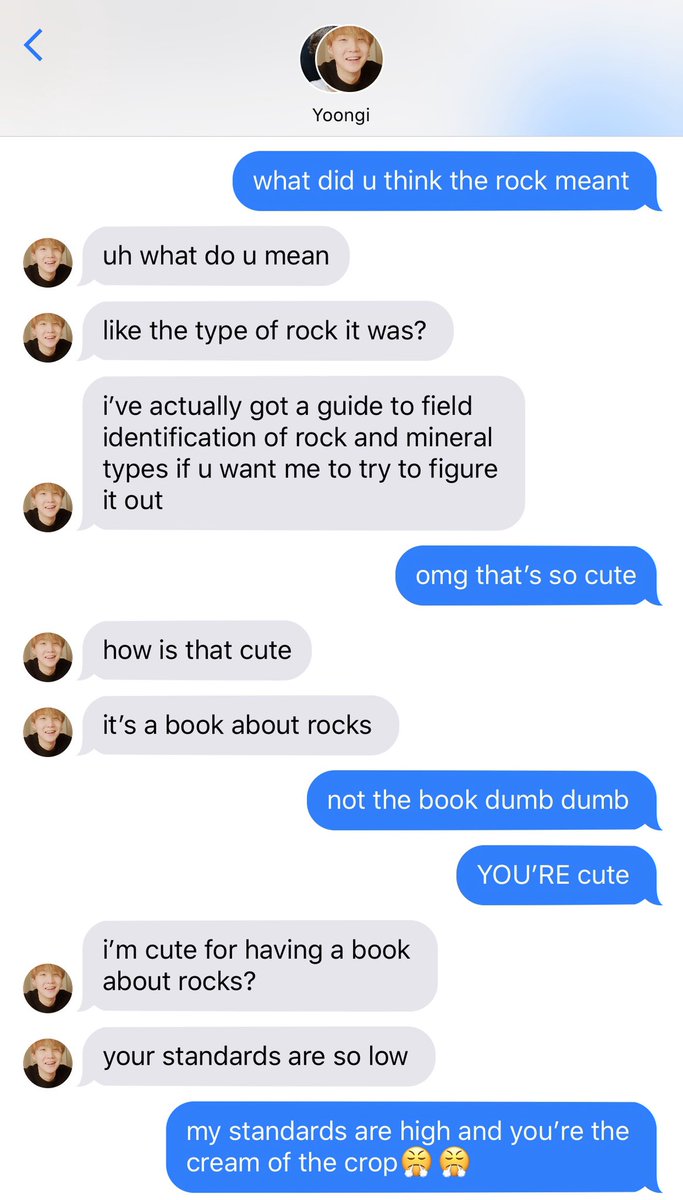 Yoongi
what did u think the rock meant
uh what do u mean
like the type of rock it was?
i’ve actually got a guide to field
identification of rock and mineral
types if u want me to try to figure
it out
omg that’s so cute
how is that cute
it’s a book about rocks
not the book dumb dumb
YOU’RE cute
i’m cute for having a book
about rocks?
your standards are so low
my standards are high and you’re the
cream of the crop😤 😤